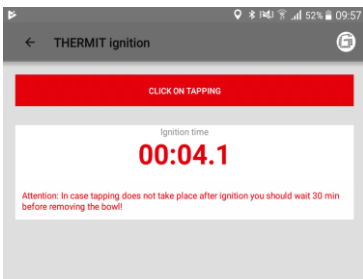 52% 09:57
THERMIT ignition
CLICK ON TAPPING
Ignition time
00:04.1
Attention: In case tapping does not take place after ignition you should wait 30 min
before removing the bowl!